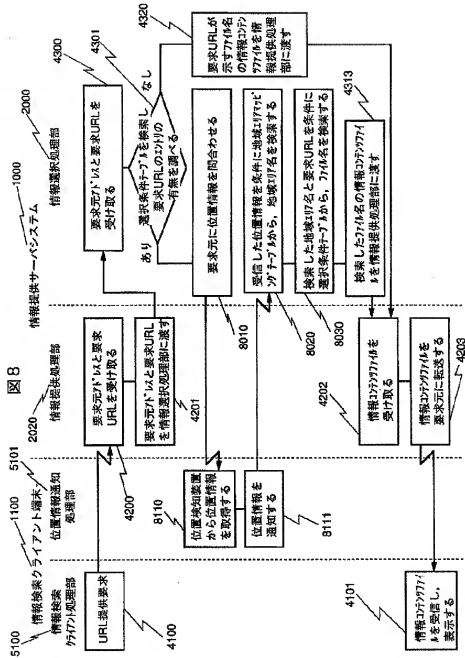 図8
情報検索クライアント端末
1100
情報提供サーバシステム
1000
5100
情報検索
クライアント処理部
5101
位置情報通知
処理部
2020
情報提供処理部
2000
情報選択処理部
URL提供要求
4100
要求元アドレスと要求
URLを受け取る
4200
要求元アドレスと要求URL
を情報選択処理部に渡す
4201
要求元アドレスと要求URLを
受け取る
4300
選択条件テーブルを検索し
要求URLのエントリの
有無を調べる
4301
なし
あり
要求URLが
示すファイル名
の情報コンテン
ツファイルを情
報提供処理部
に渡す
4320
要求元に位置情報を問合わせる
8010
位置検知装置
から位置情報
を取得する
8110
位置情報を
通知する
8111
受信した位置情報を条件に
地域エリアマッピ
ングテーブルから,地域エリア名を検索する
8020
検索した地域エリア名と要求URLを条件に
選択条件テーブルから,ファイル名を検索する
8030
検索したファイル名の情報コンテンツファイ
ルを情報提供処理部に渡す
4313
情報コンテンツファイルを
受け取る
4202
情報コンテンツファイルを
要求元に転送する
4203
情報コンテンツファイ
ルを受信し,
表示する
4101